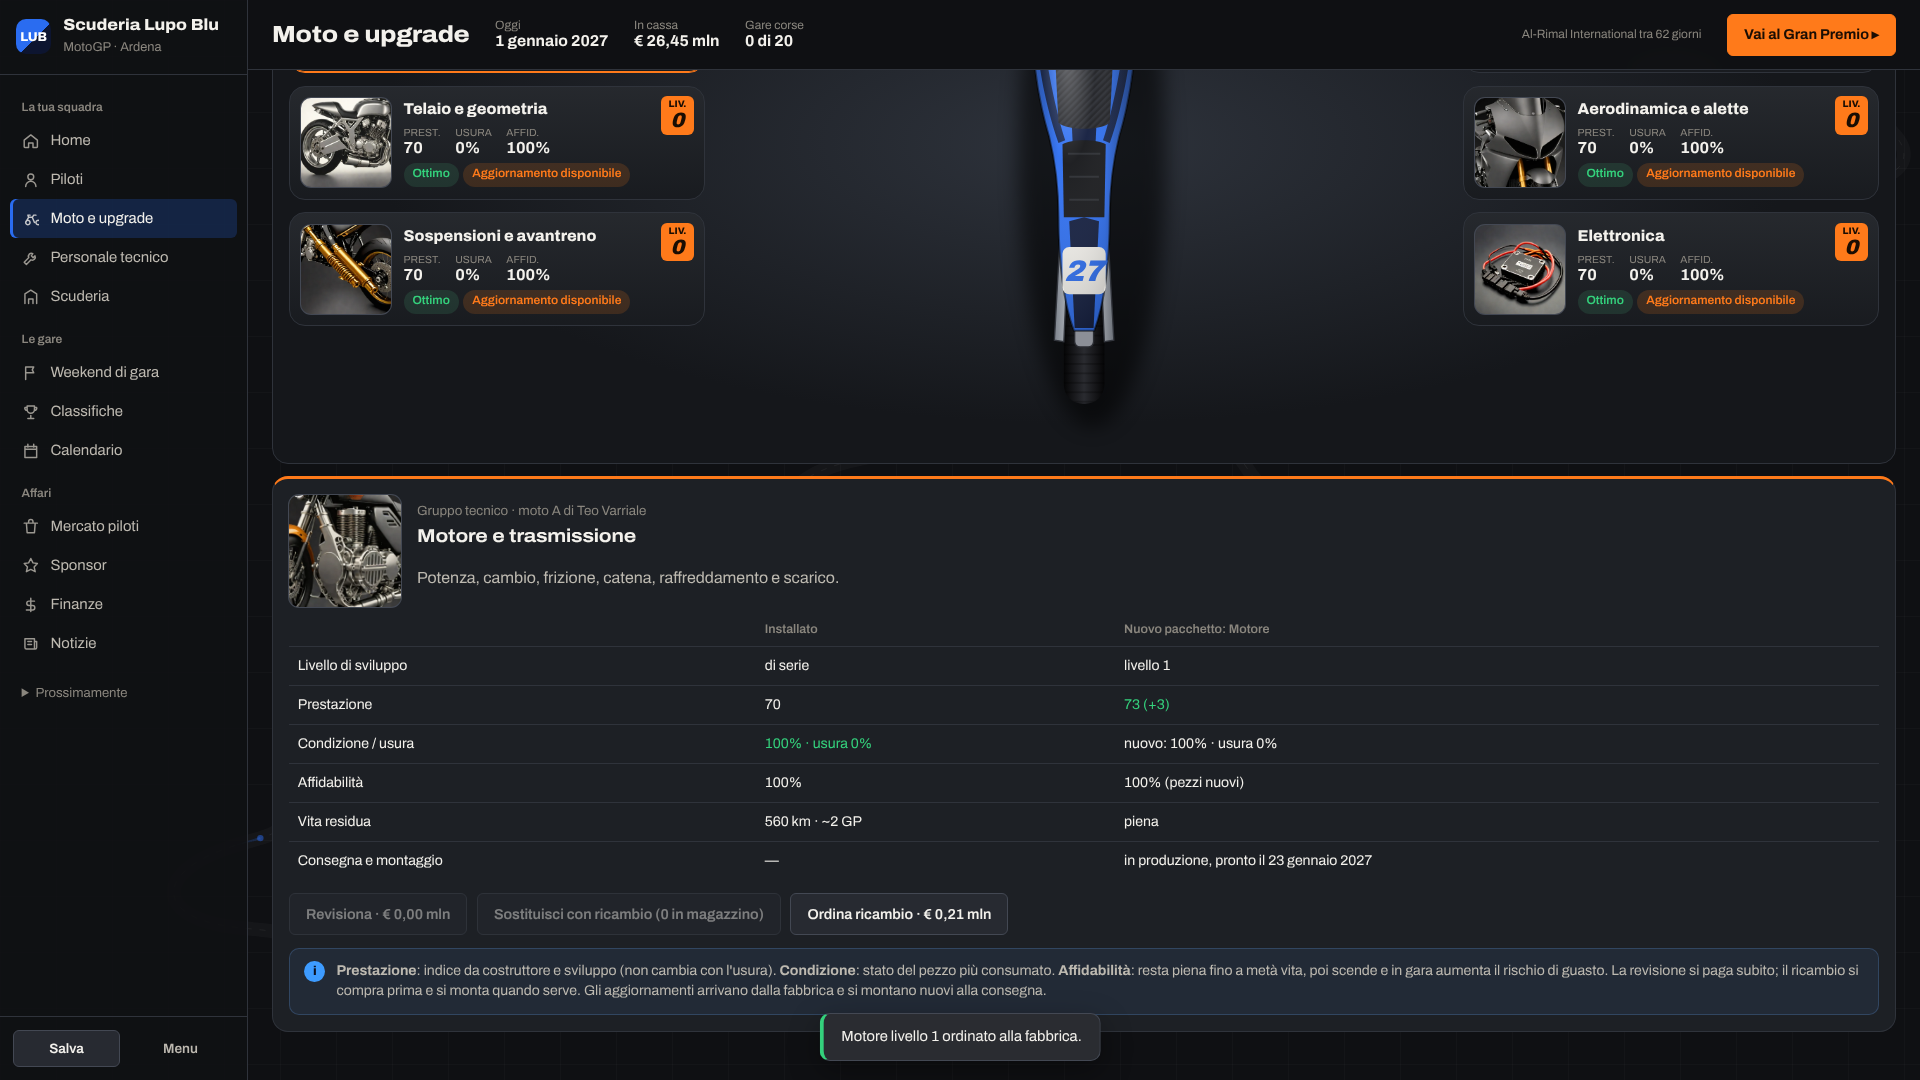 LUB
Scuderia Lupo Blu
MotoGP · Ardena
La tua squadra
Home
Piloti
Moto e upgrade
Personale tecnico
Scuderia
Le gare
Weekend di gara
Classifiche
Calendario
Affari
Mercato piloti
Sponsor
Finanze
Notizie
Prossimamente
Salva
Menu
Moto e upgrade
Oggi
1 gennaio 2027
In cassa
€ 26,45 mln
Gare corse
0 di 20
Al-Rimal International tra 62 giorni
Vai al Gran Premio ▸
Telaio e geometria
LIV.
0
PREST. USURA AFFID.
70 0% 100%
Ottimo Aggiornamento disponibile
Sospensioni e avantreno
LIV.
0
PREST. USURA AFFID.
70 0% 100%
Ottimo Aggiornamento disponibile
27
Aerodinamica e alette
LIV.
0
PREST. USURA AFFID.
70 0% 100%
Ottimo Aggiornamento disponibile
Elettronica
LIV.
0
PREST. USURA AFFID.
70 0% 100%
Ottimo Aggiornamento disponibile
Gruppo tecnico · moto A di Teo Varriale
Motore e trasmissione
Potenza, cambio, frizione, catena, raffreddamento e scarico.
Installato Nuovo pacchetto: Motore
Livello di sviluppo di serie livello 1
Prestazione 70 73 (+3)
Condizione / usura 100% · usura 0% nuovo: 100% · usura 0%
Affidabilità 100% 100% (pezzi nuovi)
Vita residua 560 km · ~2 GP piena
Consegna e montaggio — in produzione, pronto il 23 gennaio 2027
Revisiona · € 0,00 mln Sostituisci con ricambio (0 in magazzino) Ordina ricambio · € 0,21 mln
Prestazione: indice da costruttore e sviluppo (non cambia con l'usura). Condizione: stato del pezzo più consumato. Affidabilità: resta piena fino a metà vita, poi scende e in gara aumenta il rischio di guasto. La revisione si paga subito; il ricambio si
compra prima e si monta quando serve. Gli aggiornamenti arrivano dalla fabbrica e si montano nuovi alla consegna.
Motore livello 1 ordinato alla fabbrica.